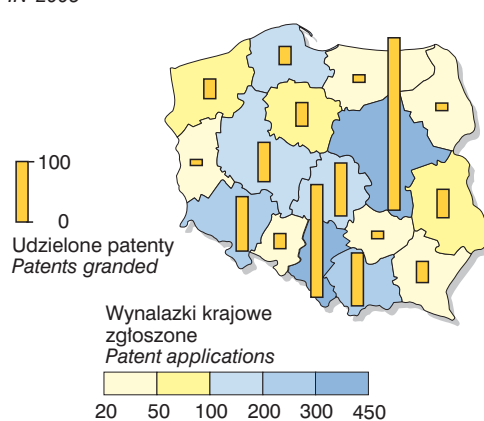 100
0
Udzielone patenty
Patents granded
Wynalazki krajowe
zgłoszone
Patent applications
20 50 100 200 300 450